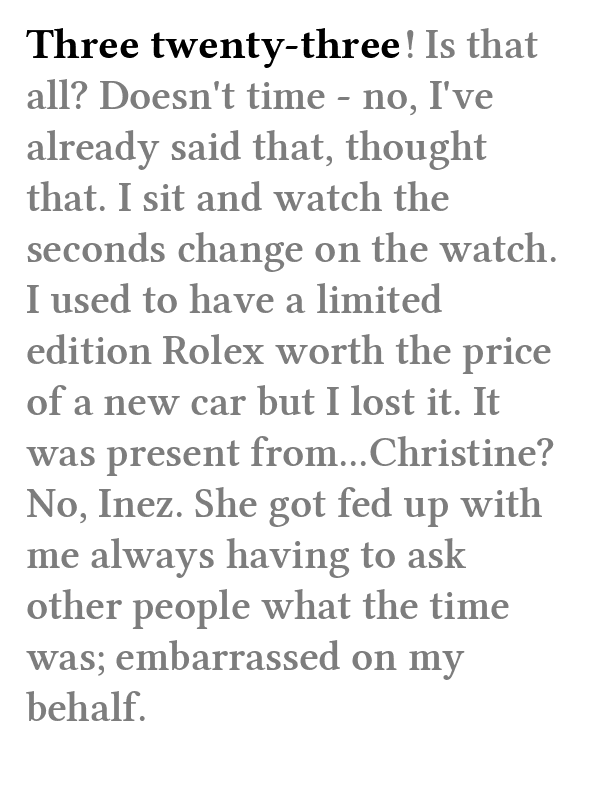 Three twenty-three! Is that
all? Doesn't time - no, I've
already said that, thought
that. I sit and watch the
seconds change on the watch.
I used to have a limited
edition Rolex worth the price
of a new car but I lost it. It
was present from...Christine?
No, Inez. She got fed up with
me always having to ask
other people what the time
was; embarrassed on my
behalf.